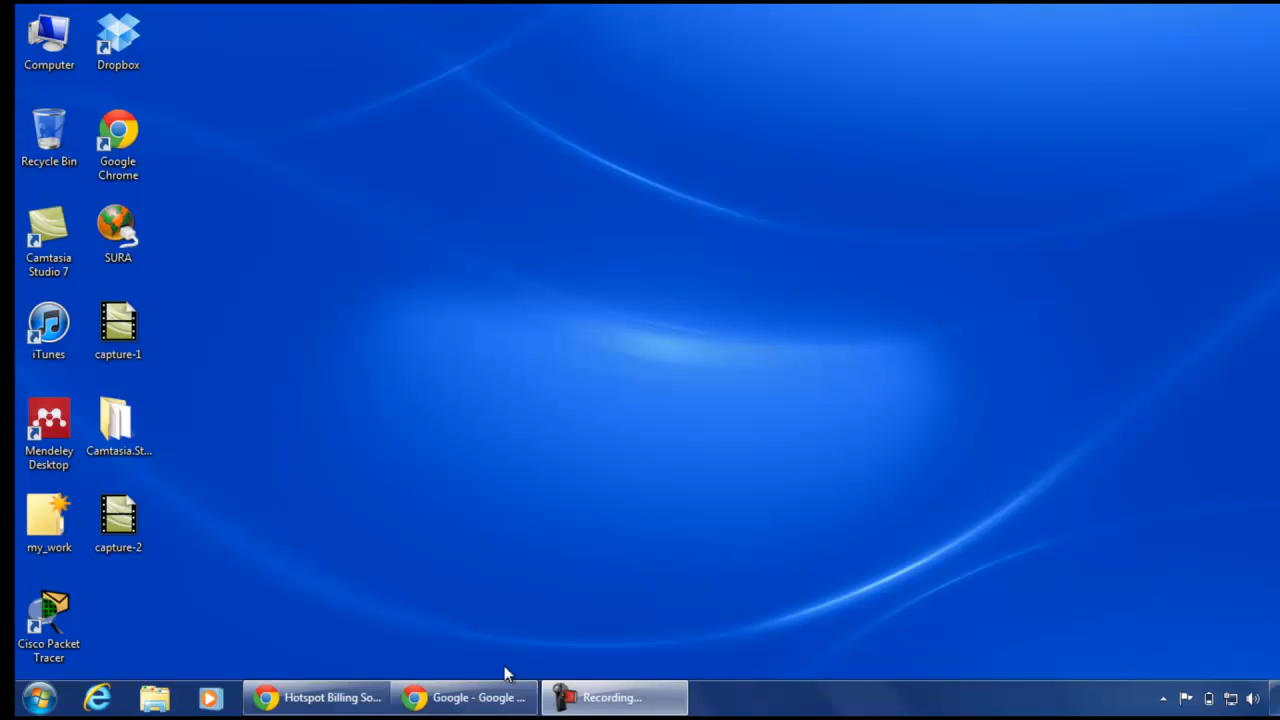 Computer
Dropbox
Recycle Bin
Google
Chrome
Camtasia
Studio 7
SURA
iTunes
capture-1
Mendeley
Desktop
Camtasia.St...
my_work
capture-2
Cisco Packet
Tracer
Hotspot Billing So...
Google - Google ...
Recording...